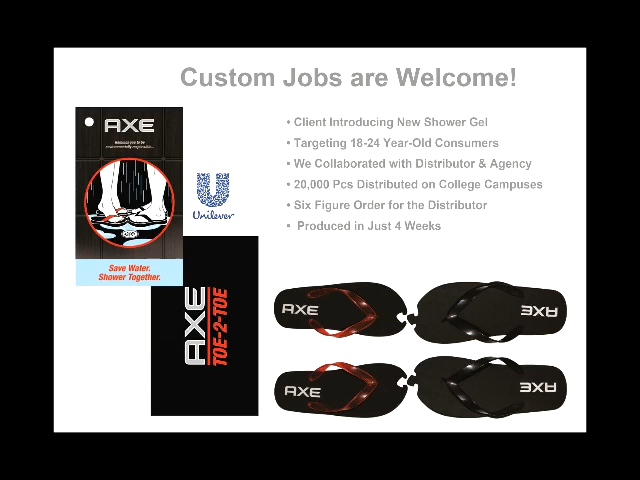 Custom Jobs are Welcome!
AXE
• Client Introducing New Shower Gel
• Targeting 18-24 Year-Old Consumers
• We Collaborated with Distributor & Agency
• 20,000 Pcs Distributed on College Campuses
• Six Figure Order for the Distributor
• Produced in Just 4 Weeks
Unilever
Save Water.
Shower Together.
AXE
TOE-2-TOE
AXE
AXE
AXE
AXE